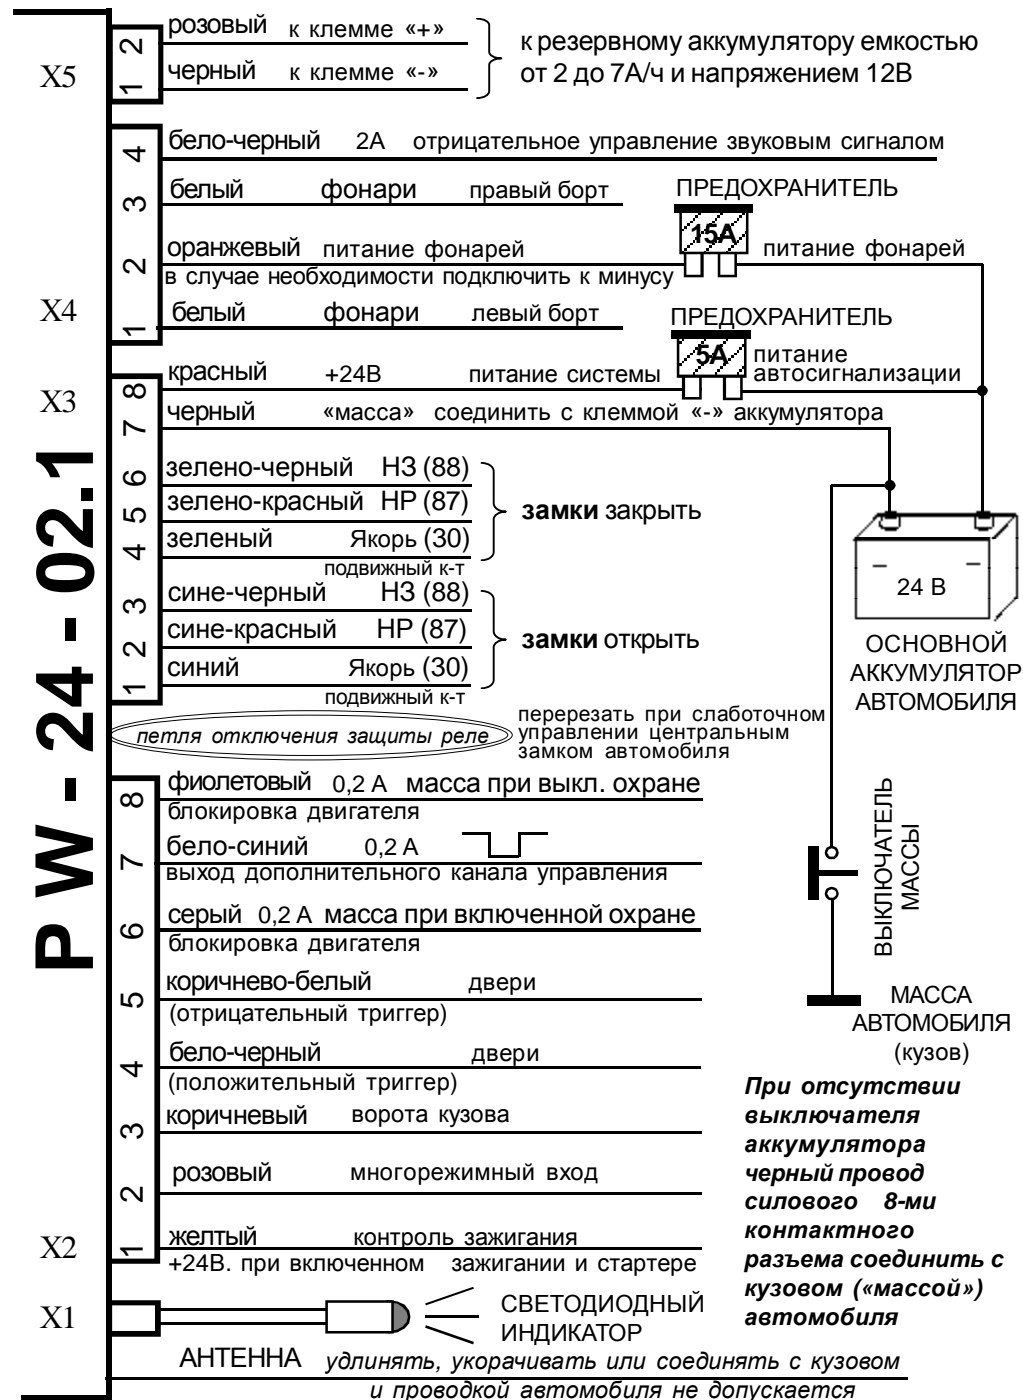 X5
2
розовый к клемме «+»
1
черный к клемме «-»
к резервному аккумулятору емкостью
от 2 до 7А/ч и напряжением 12В
X4
4
бело-черный 2А отрицательное управление звуковым сигналом
3
белый фонари правый борт
ПРЕДОХРАНИТЕЛЬ
15А
2
оранжевый питание фонарей
питание фонарей
в случае необходимости подключить к минусу
1
белый фонари левый борт
ПРЕДОХРАНИТЕЛЬ
5А
X3
8
красный +24В питание системы
питание
автосигнализации
7
черный «масса» соединить с клеммой «-» аккумулятора
6
зелено-черный НЗ (88)
5
зелено-красный НР (87)
4
зеленый Якорь (30)
подвижный к-т
замки закрыть
3
сине-черный НЗ (88)
2
сине-красный НР (87)
1
синий Якорь (30)
подвижный к-т
замки открыть
24 В
ОСНОВНОЙ
АККУМУЛЯТОР
АВТОМОБИЛЯ
PW-24-02.1
петля отключения защиты реле
перерезать при слаботочном
управлении центральным
замком автомобиля
X2
8
фиолетовый 0,2 А масса при выкл. охране
блокировка двигателя
7
бело-синий 0,2 А
выход дополнительного канала управления
6
серый 0,2 А масса при включенной охране
блокировка двигателя
5
коричнево-белый двери
(отрицательный триггер)
4
бело-черный двери
(положительный триггер)
3
коричневый ворота кузова
2
розовый многорежимный вход
1
желтый контроль зажигания
+24В. при включенном зажигании и стартере
ВЫКЛЮЧАТЕЛЬ
МАССЫ
МАССА
АВТОМОБИЛЯ
(кузов)
При отсутствии
выключателя
аккумулятора
черный провод
силового 8-ми
контактного
разъема соединить с
кузовом («массой»)
автомобиля
X1
СВЕТОДИОДНЫЙ
ИНДИКАТОР
АНТЕННА удлинять, укорачивать или соединять с кузовом
и проводкой автомобиля не допускается